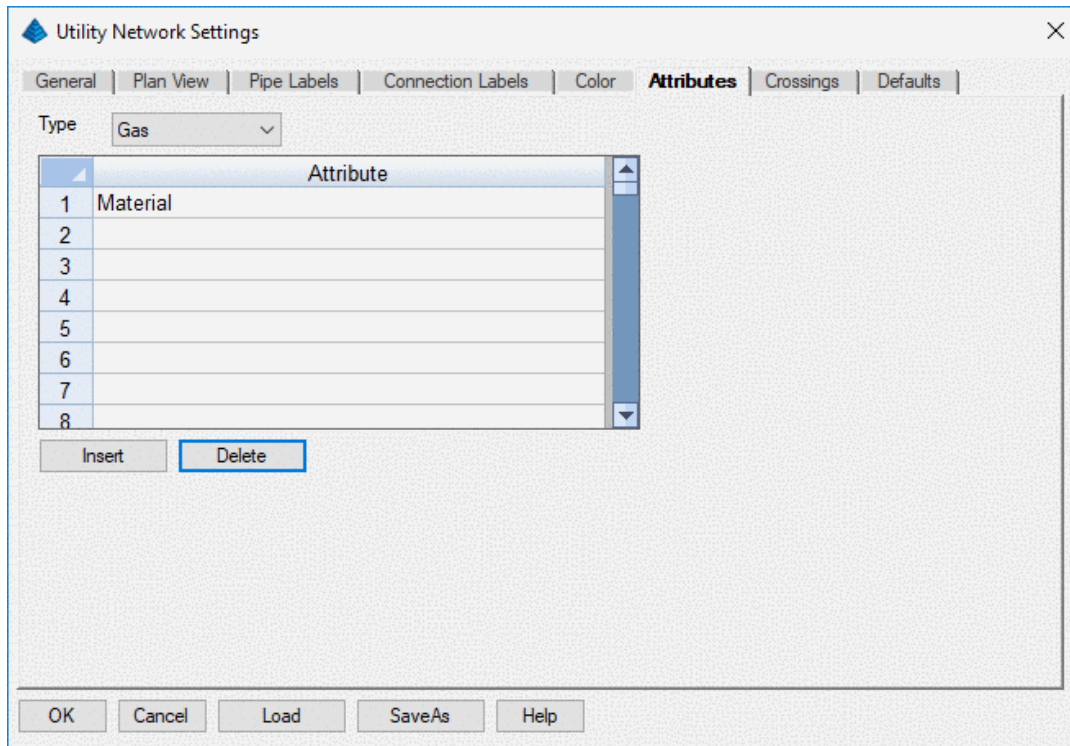 Utility Network Settings
General Plan View Pipe Labels Connection Labels Color Attributes Crossings Defaults
Type Gas
Attribute
1 Material
2
3
4
5
6
7
8
Insert Delete
OK Cancel Load SaveAs Help